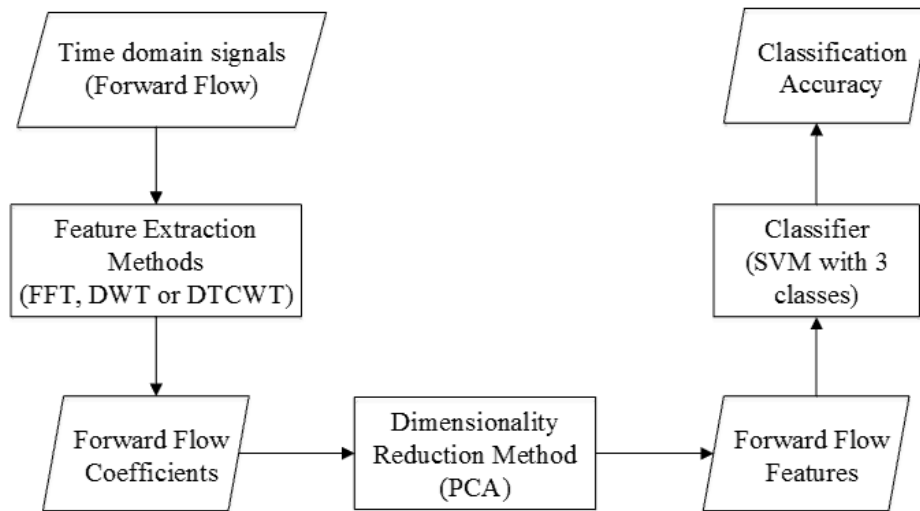 Time domain signals
(Forward Flow)
Feature Extraction
Methods
(FFT, DWT or DTCWT)
Forward Flow
Coefficients
Dimensionality
Reduction Method
(PCA)
Forward Flow
Features
Classifier
(SVM with 3
classes)
Classification
Accuracy